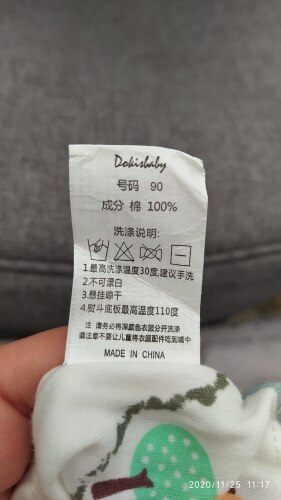 Dokisbaby
号码 90
成分 棉 100%
洗涤说明:
1.最高洗涤温度30度,建议手洗
2.不可漂白
3.悬挂晾干
4.熨斗底板最高温度110度
注 请务必将深颜色衣服分开洗涤
请注意不要让儿童将衣服配件吃到嘴中
MADE IN CHINA
2020/11/25 11:17